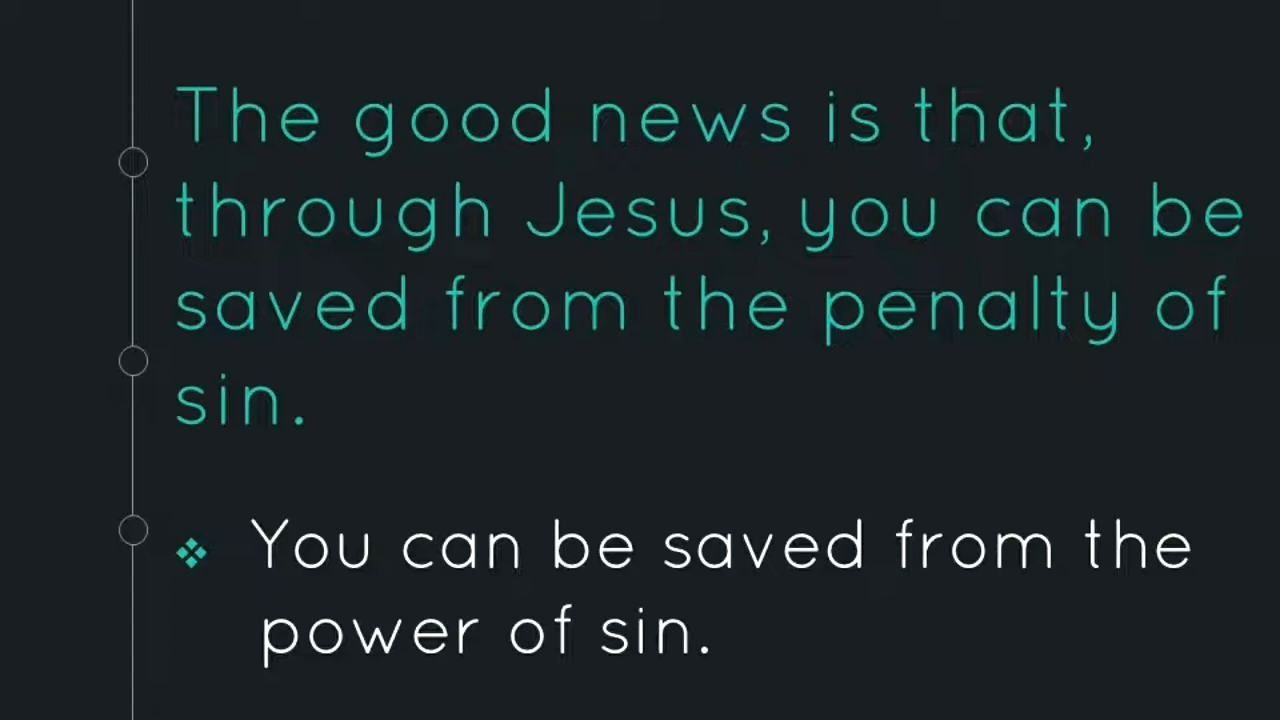 The good news is that,
through Jesus, you can be
saved from the penalty of
sin.
❖ You can be saved from the
power of sin.